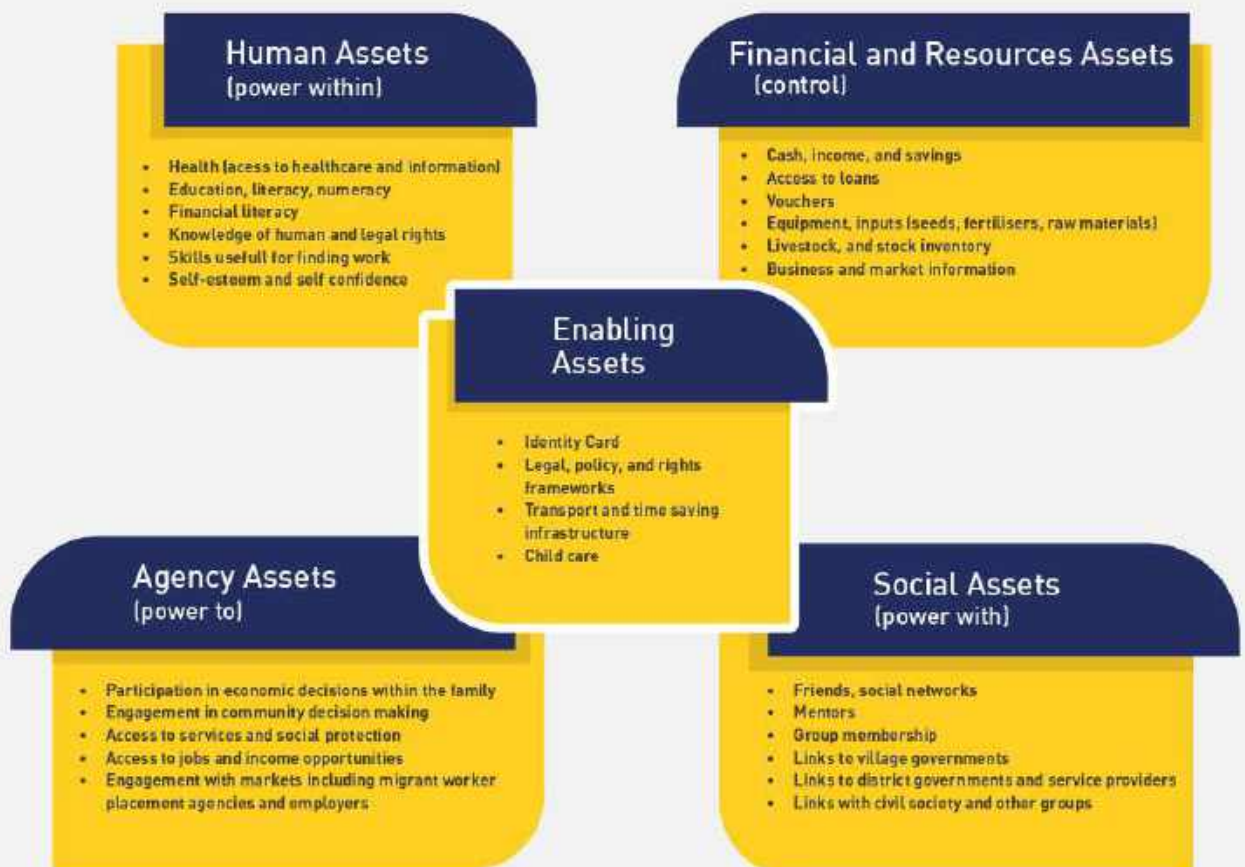 Human Assets
(power within)
• Health (acess to healthcare and information)
• Education, literacy, numeracy
• Financial literacy
• Knowledge of human and legal rights
• Skills usefull for finding work
• Self-esteem and self confidence
Financial and Resources Assets
(control)
• Cash, income, and savings
• Access to loans
• Vouchers
• Equipment, inputs (seeds, fertilisers, raw materials)
• Livestock, and stock inventory
• Business and market information
Enabling
Assets
• Identity Card
• Legal, policy, and rights
frameworks
• Transport and time saving
infrastructure
• Child care
Agency Assets
(power to)
• Participation in economic decisions within the family
• Engagement in community decision making
• Access to services and social protection
• Access to jobs and income opportunities
• Engagement with markets including migrant worker
placement agencies and employers
Social Assets
(power with)
• Friends, social networks
• Mentors
• Group membership
• Links to village governments
• Links to district governments and service providers
• Links with civil society and other groups